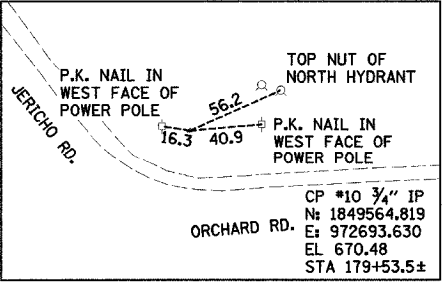 TOP NUT OF
NORTH HYDRANT
P.K. NAIL IN
WEST FACE OF
POWER POLE
56.2
16.3
40.9
P.K. NAIL IN
WEST FACE OF
POWER POLE
JERICHO RD.
ORCHARD RD.
CP #10 3/4" IP
N: 1849564.819
E: 972693.630
EL 670.48
STA 179+53.5±